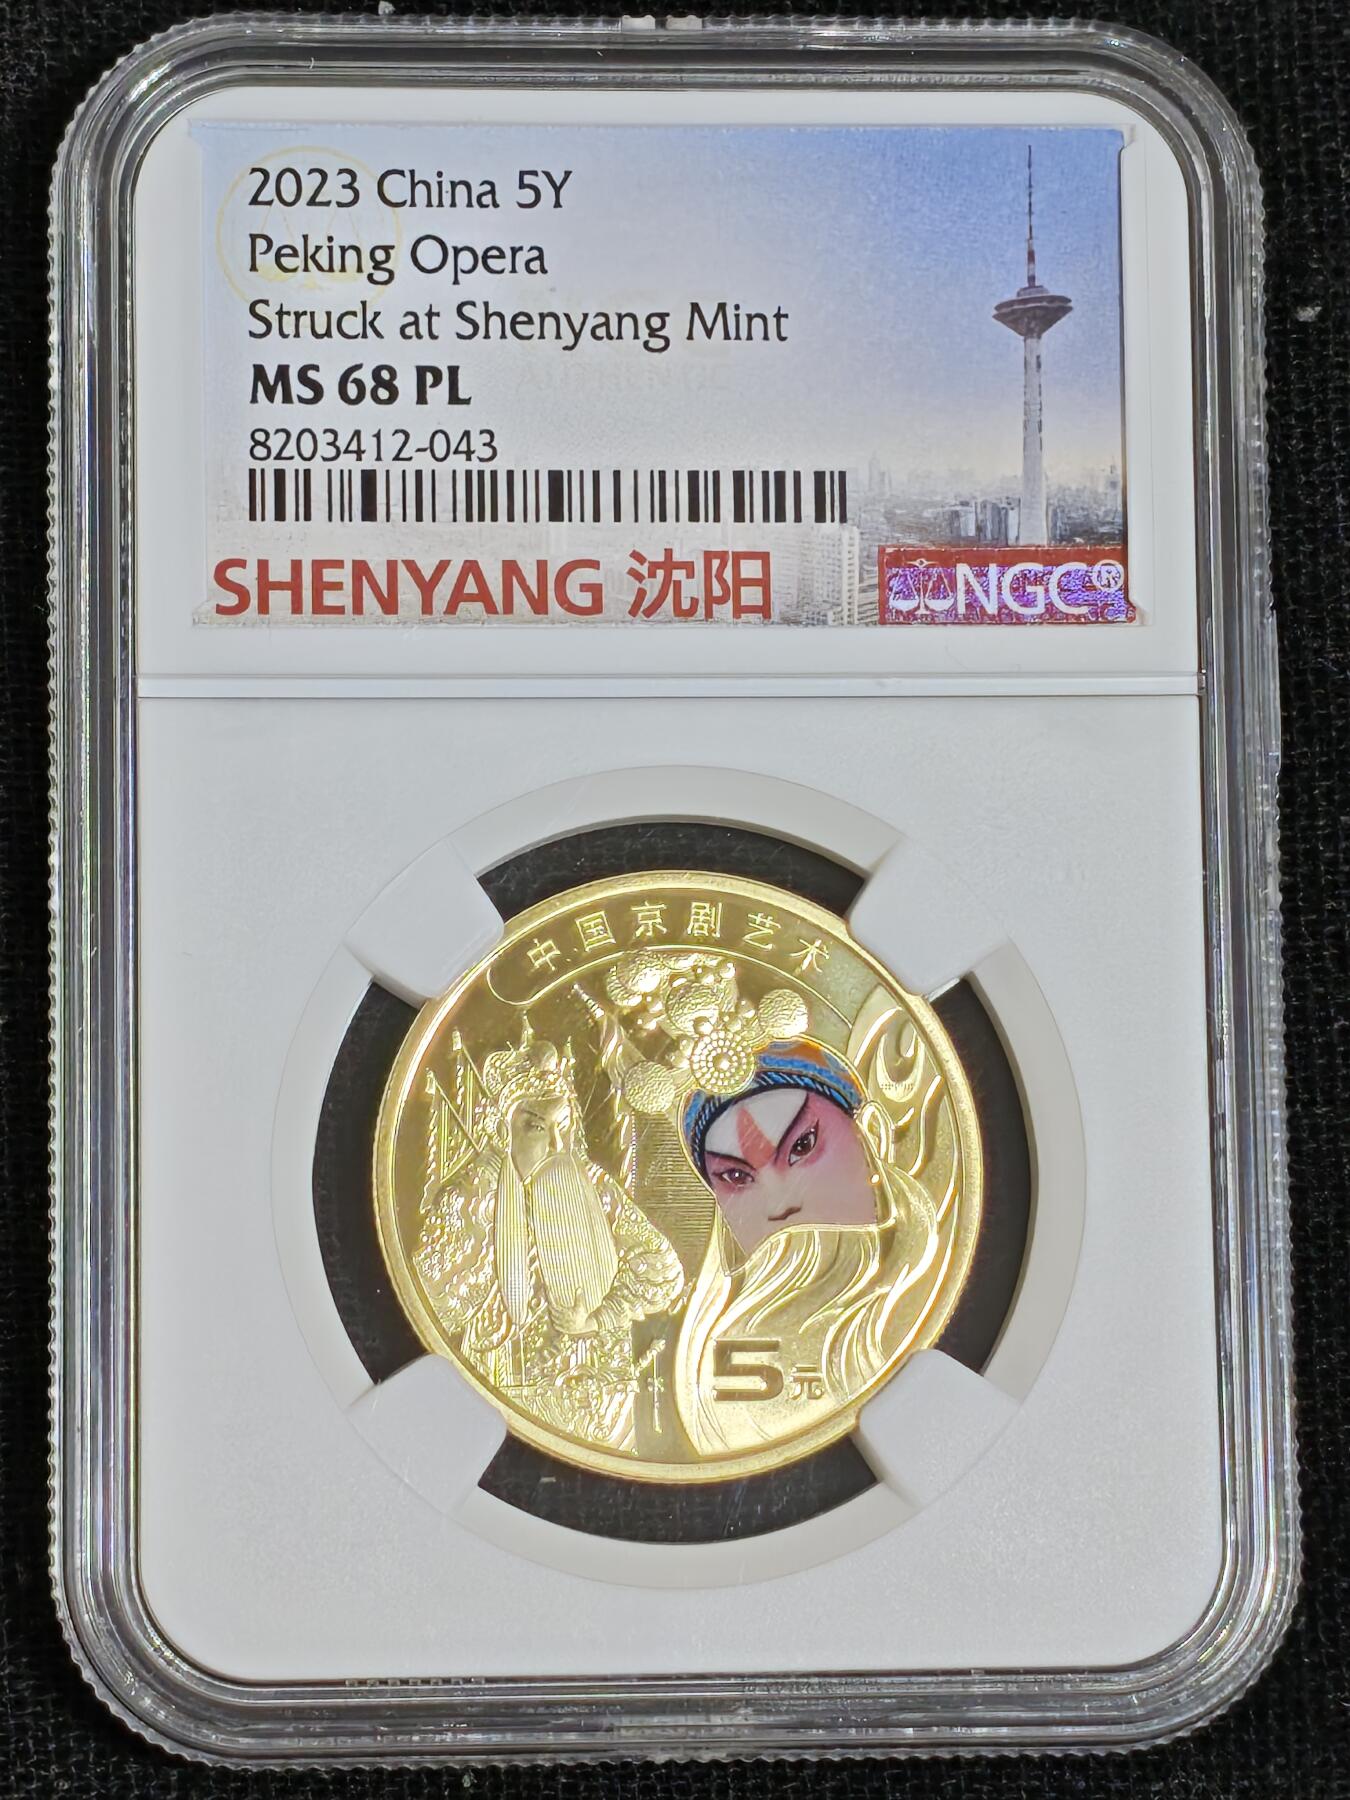 2023 China 5Y
Peking Opera
Struck at Shenyang Mint
MS 68 PL
8203412-043
AUTHENTIC
SHENYANG 沈阳
NGC®
中国京剧艺术
5元